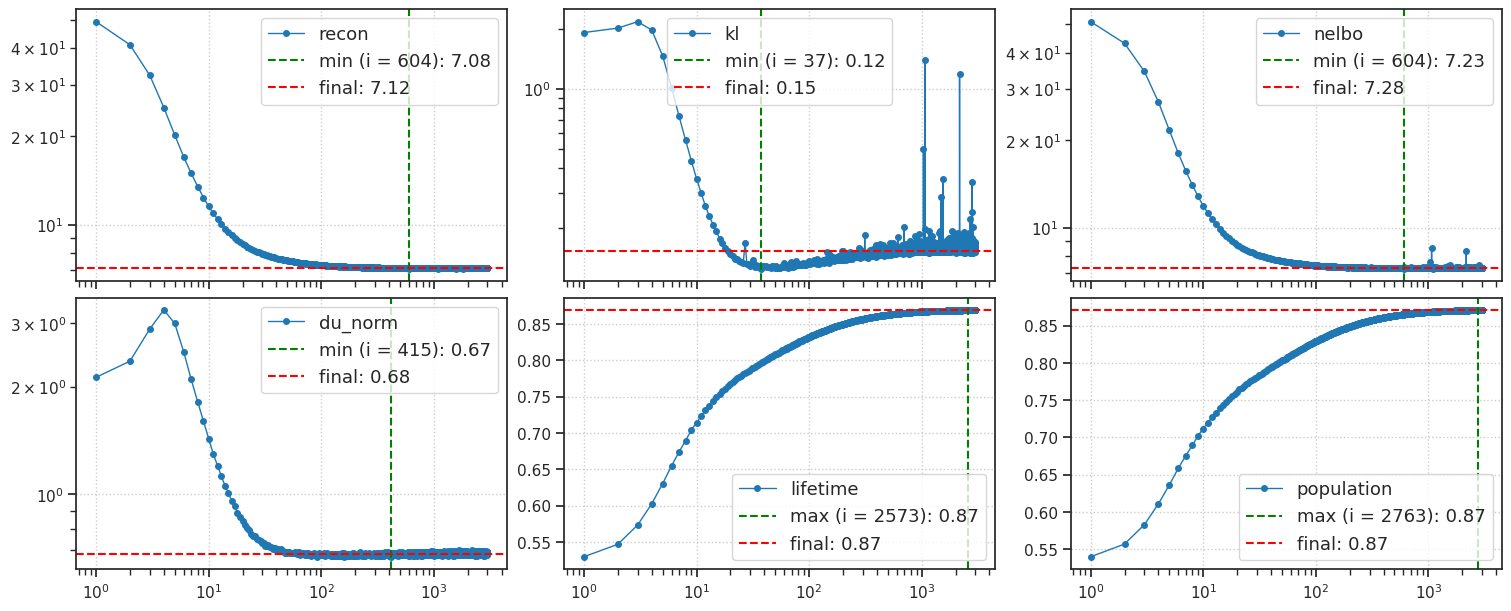 4 × 10¹
3 × 10¹
2 × 10¹
10¹
recon
min (i = 604): 7.08
final: 7.12
10⁰
kl
min (i = 37): 0.12
final: 0.15
4 × 10¹
3 × 10¹
2 × 10¹
10¹
nelbo
min (i = 604): 7.23
final: 7.28
3 × 10⁰
2 × 10⁰
10⁰
du_norm
min (i = 415): 0.67
final: 0.68
10⁰ 10¹ 10² 10³
0.85
0.80
0.75
0.70
0.65
0.60
0.55
lifetime
max (i = 2573): 0.87
final: 0.87
10⁰ 10¹ 10² 10³
0.85
0.80
0.75
0.70
0.65
0.60
0.55
population
max (i = 2763): 0.87
final: 0.87
10⁰ 10¹ 10² 10³